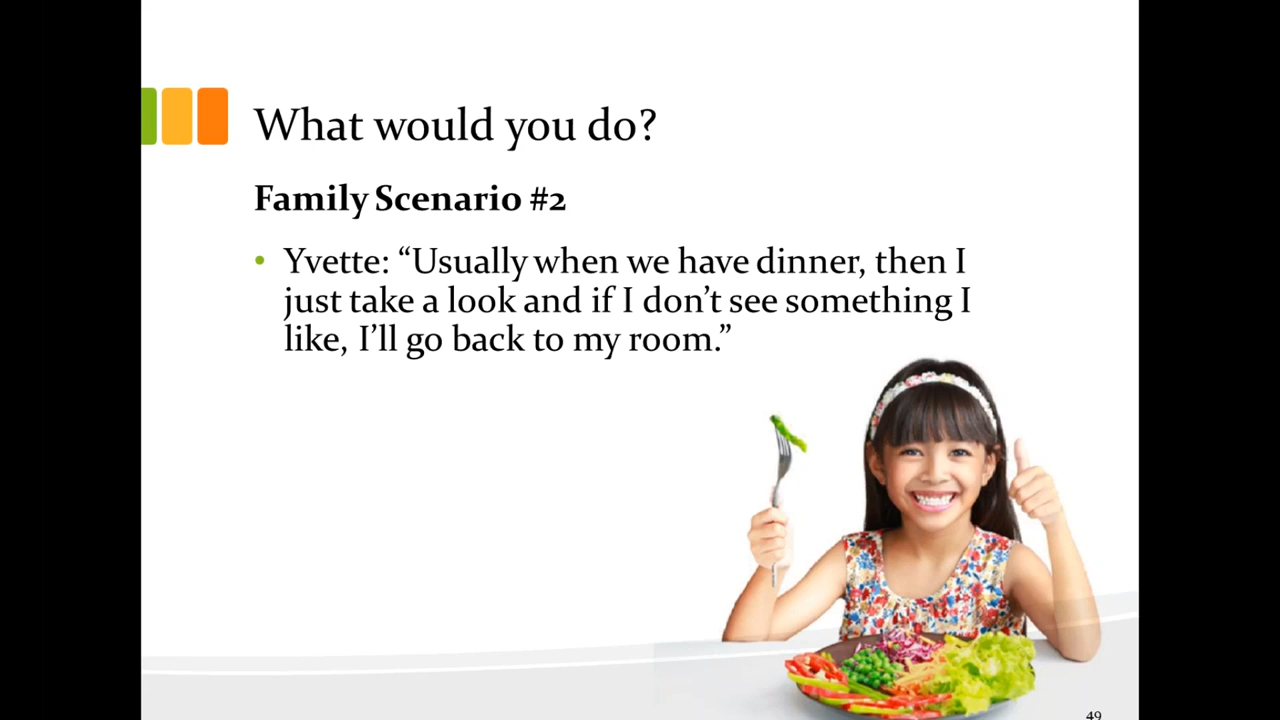 What would you do?
Family Scenario #2
• Yvette: “Usually when we have dinner, then I
just take a look and if I don’t see something I
like, I’ll go back to my room.”
49